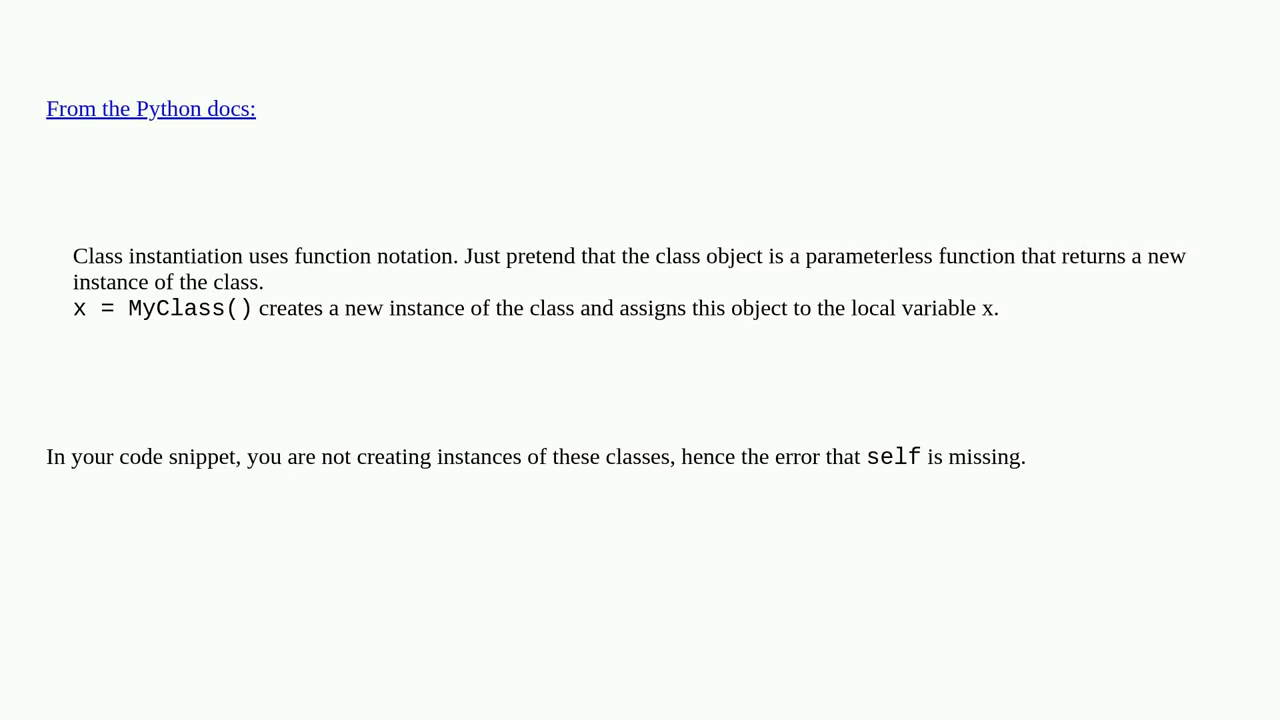 From the Python docs:
Class instantiation uses function notation. Just pretend that the class object is a parameterless function that returns a new
instance of the class.
x = MyClass() creates a new instance of the class and assigns this object to the local variable x.
In your code snippet, you are not creating instances of these classes, hence the error that self is missing.